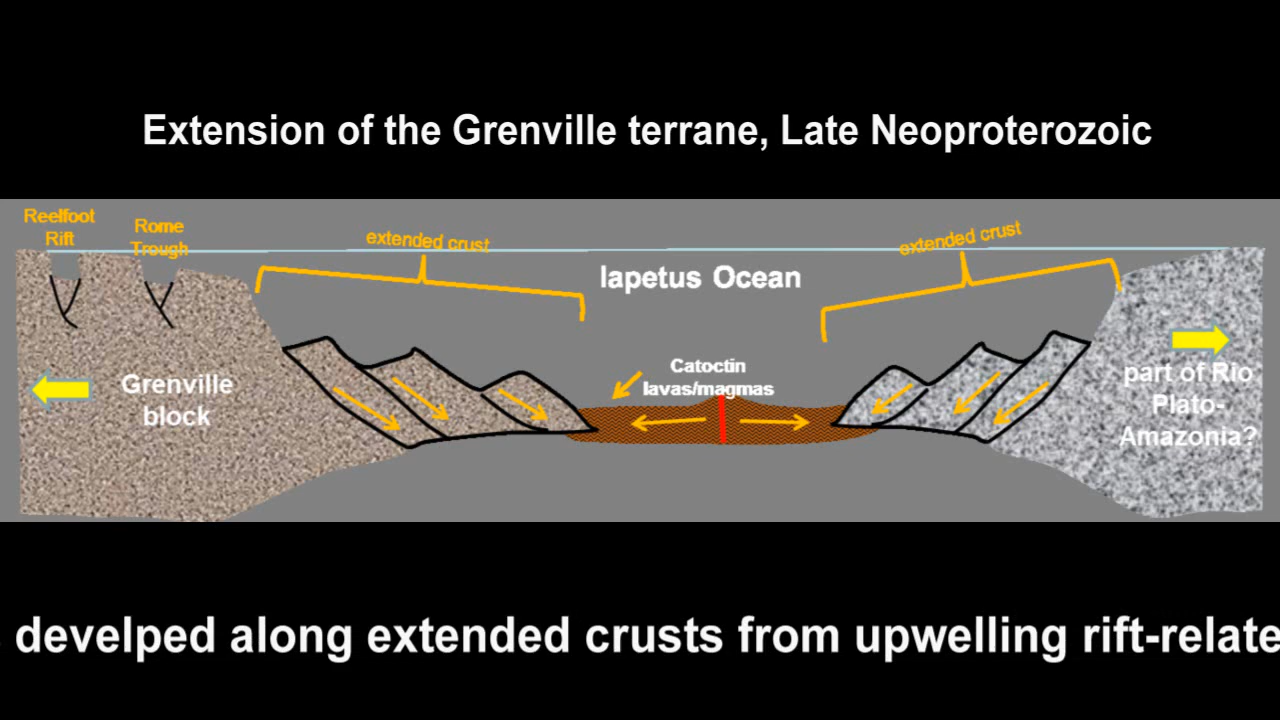 Extension of the Grenville terrane, Late Neoproterozoic
Reelfoot
Rift
Rome
Trough
extended crust
extended crust
Iapetus Ocean
Catoctin
lavas/magmas
Grenville
block
part of Rio
Plato-
Amazonia?
develped along extended crusts from upwelling rift-relate